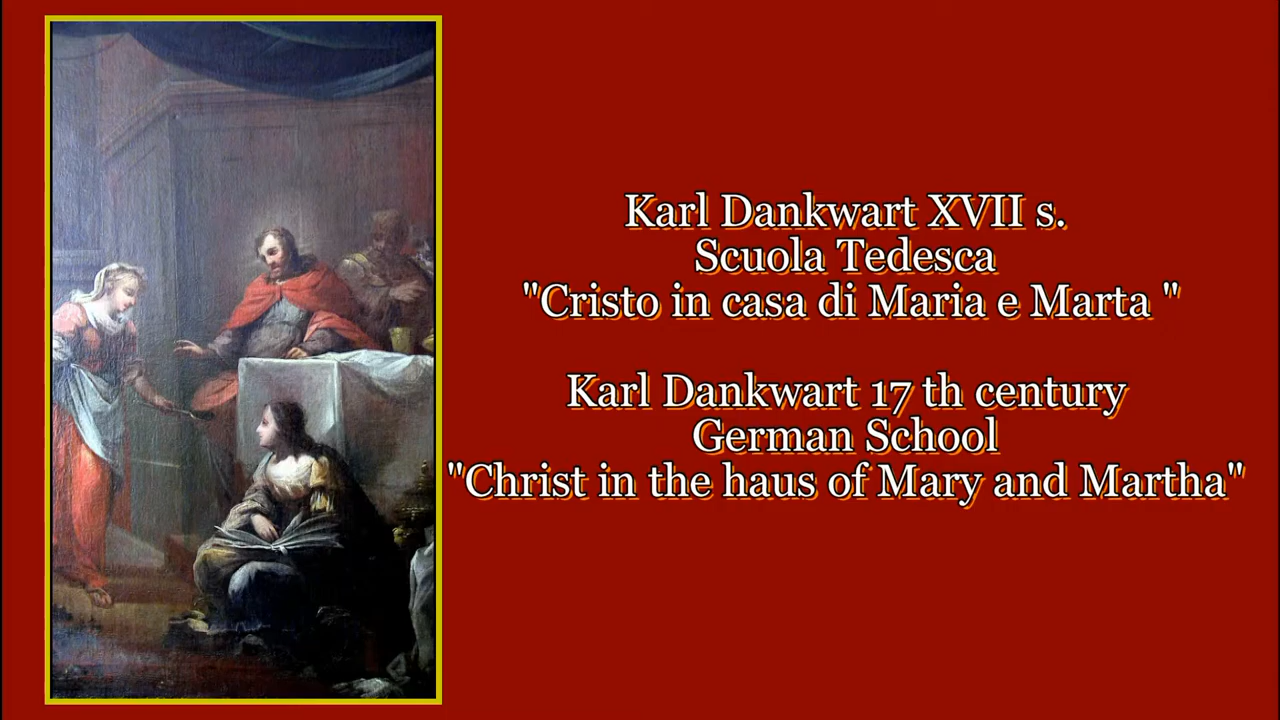 Karl Dankwart XVII s.
Scuola Tedesca
"Cristo in casa di Maria e Marta "
Karl Dankwart 17 th century
German School
"Christ in the haus of Mary and Martha"